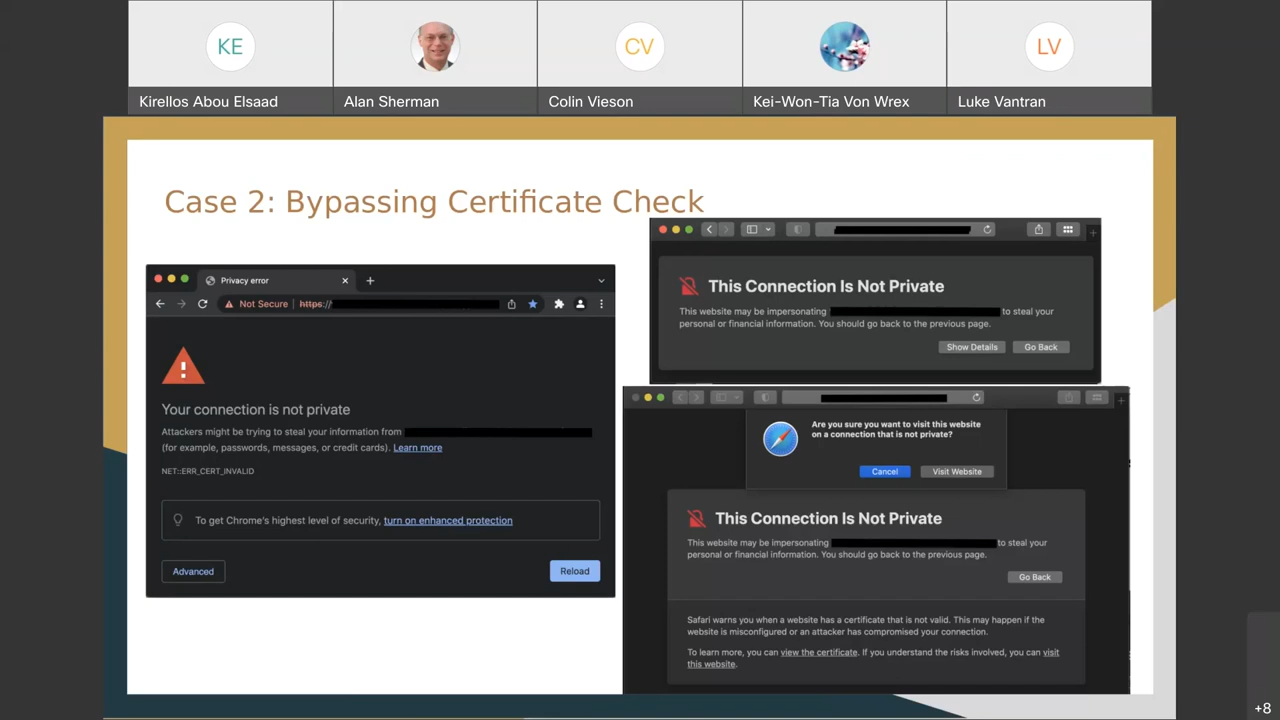 KE
CV
LV
Kirellos Abou Elsaad
Alan Sherman
Colin Vieson
Kei-Won-Tia Von Wrex
Luke Vantran
Case 2: Bypassing Certificate Check
Privacy error
Not Secure
https://
Your connection is not private
Attackers might be trying to steal your information from
(for example, passwords, messages, or credit cards). Learn more
NET::ERR_CERT_INVALID
To get Chrome's highest level of security, turn on enhanced protection
Advanced
Reload
This Connection Is Not Private
This website may be impersonating to steal your
personal or financial information. You should go back to the previous page.
Show Details
Go Back
Are you sure you want to visit this website
on a connection that is not private?
Cancel
Visit Website
This Connection Is Not Private
This website may be impersonating to steal your
personal or financial information. You should go back to the previous page.
Go Back
Safari warns you when a website has a certificate that is not valid. This may happen if the
website is misconfigured or an attacker has compromised your connection.
To learn more, you can view the certificate. If you understand the risks involved, you can visit
this website.
+8